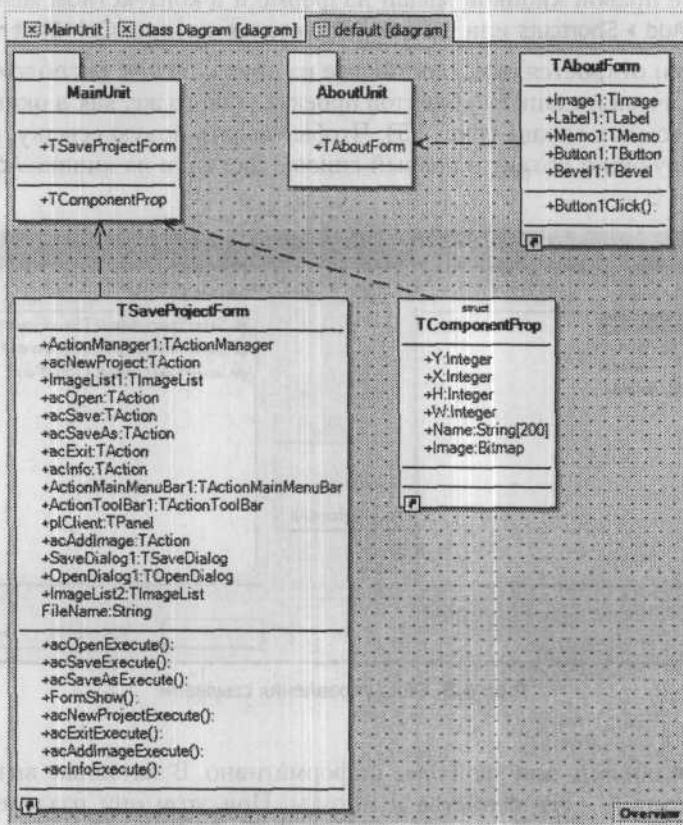 Add Shortcuts
MainUnit
Class Diagram [diagram]
default [diagram]
MainUnit
+TSaveProjectForm
+TComponentProp
AboutUnit
+TAboutForm
TAboutForm
+Image1:TImage
+Label1:TLabel
+Memo1:TMemo
+Button1:TButton
+Bevel1:TBevel
+Button1Click():
TSaveProjectForm
+ActionManager1:TActionManager
+acNewProject:TAction
+ImageList1:TImageList
+acOpen:TAction
+acSave:TAction
+acSaveAs:TAction
+acExit:TAction
+acInfo:TAction
+ActionMainMenuBar1:TActionMainMenuBar
+ActionToolBar1:TActionToolBar
+plClient:TPanel
+acAddImage:TAction
+SaveDialog1:TSaveDialog
+OpenDialog1:TOpenDialog
+ImageList2:TImageList
FileName:String
+acOpenExecute():
+acSaveExecute():
+acSaveAsExecute():
+FormShow():
+acNewProjectExecute():
+acExitExecute():
+acAddImageExecute():
+acInfoExecute():
struct
TComponentProp
+Y:Integer
+X:Integer
+H:Integer
+W:Integer
+Name:String[200]
+Image:Bitmap
Overview